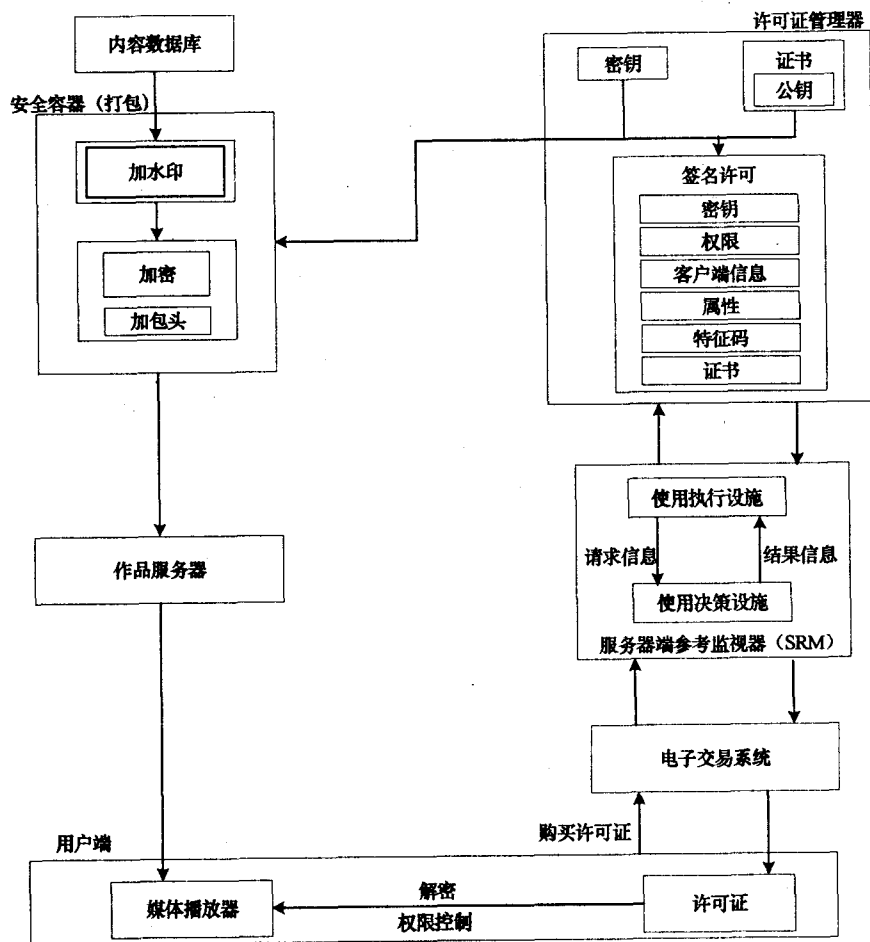 内容数据库
安全容器（打包）
加水印
加密
加包头
作品服务器
许可证管理器
密钥
证书
公钥
签名许可
密钥
权限
客户端信息
属性
特征码
证书
使用执行设施
请求信息
结果信息
使用决策设施
服务器端参考监视器（SRM）
电子交易系统
购买许可证
用户端
媒体播放器
解密
权限控制
许可证